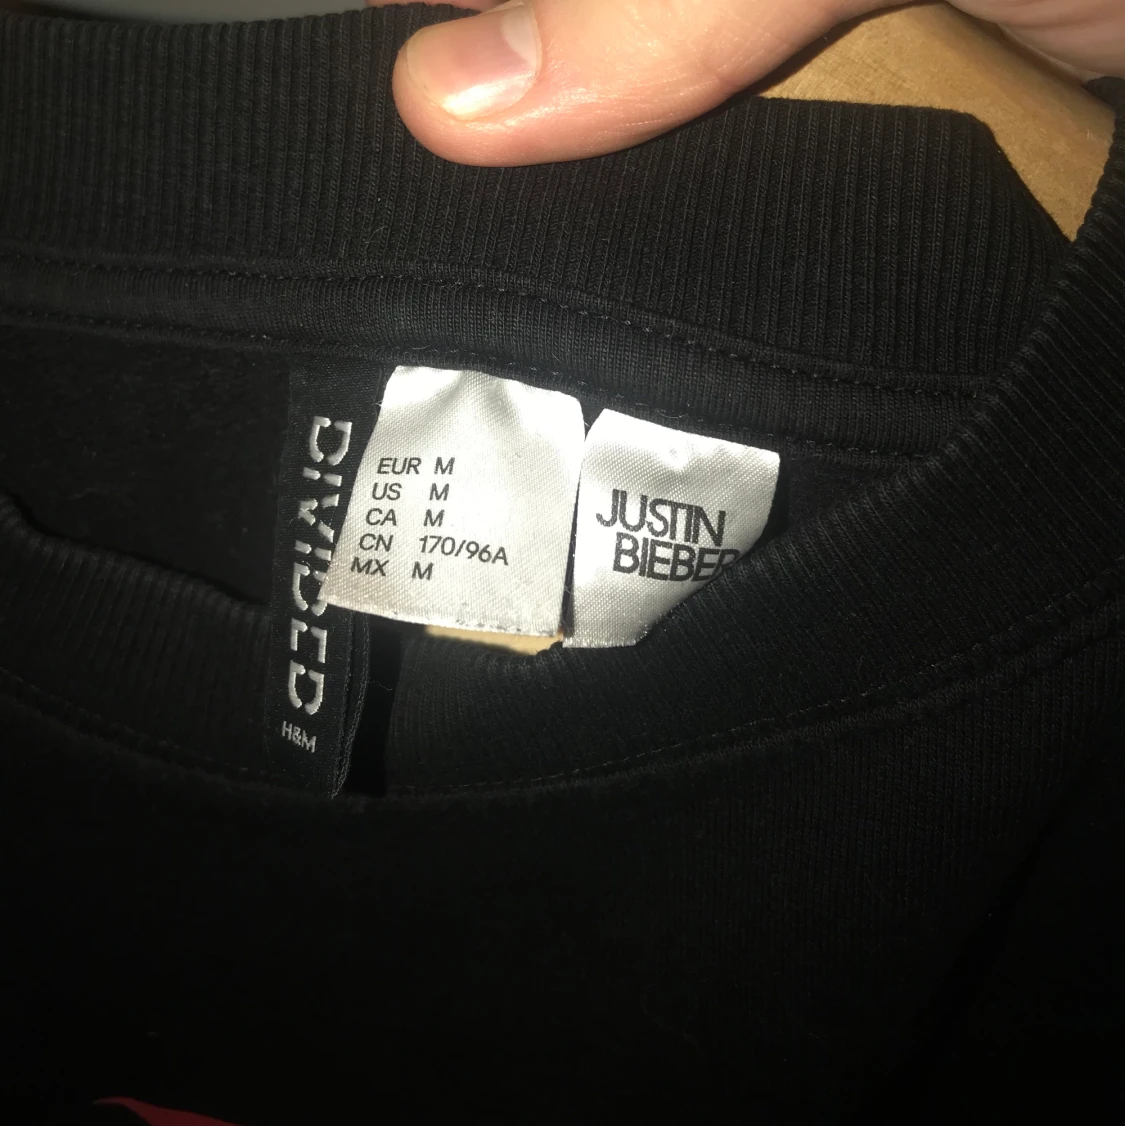 DIVIDED
H&M
EUR M
US M
CA M
CN 170/96A
MX M
JUSTIN
BIEBER